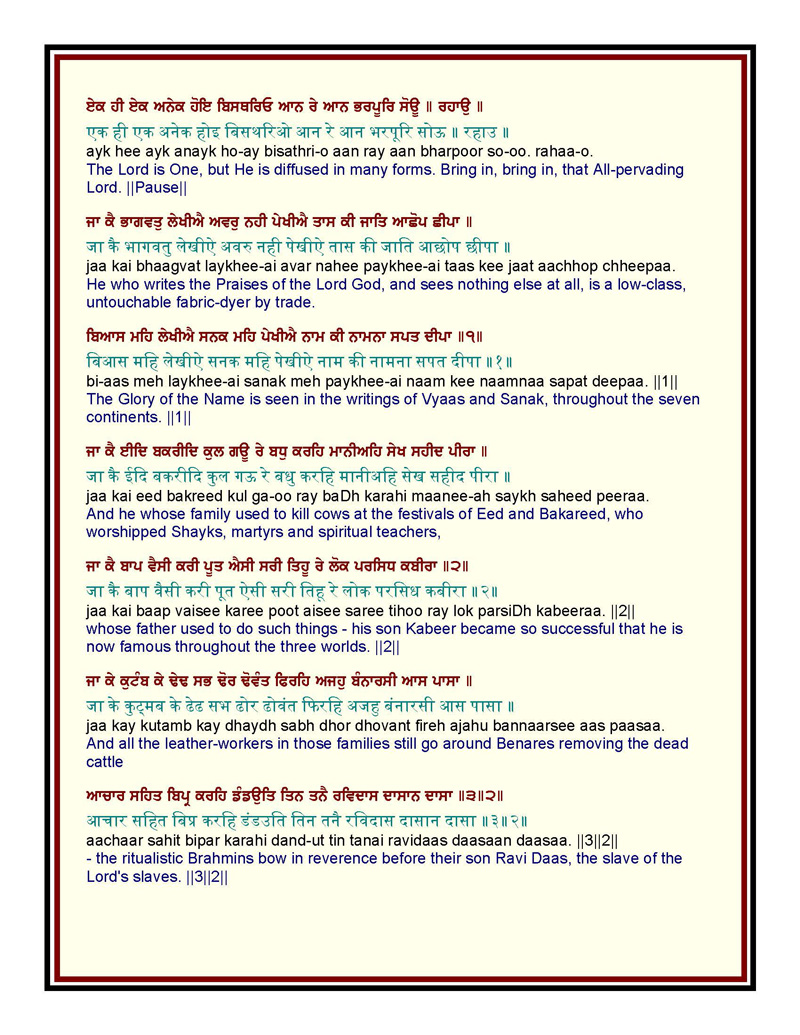 ਏਕ ਹੀ ਏਕ ਅਨੇਕ ਹੋਇ ਬਿਸਥਰਿਓ ਆਨ ਰੇ ਆਨ ਭਰਪੂਰਿ ਸੋਊ ॥ ਰਹਾਉ ॥
एक ही एक अनेक होइ बिसथरिओ आन रे आन भरपूरि सोऊ ॥ रहाउ ॥
ayk hee ayk anayk ho-ay bisathri-o aan ray aan bharpoor so-oo. rahaa-o.
The Lord is One, but He is diffused in many forms. Bring in, bring in, that All-pervading
Lord. ||Pause||
ਜਾ ਕੈ ਭਾਗਵਤੁ ਲੇਖੀਐ ਅਵਰੁ ਨਹੀ ਪੇਖੀਐ ਤਾਸ ਕੀ ਜਾਤਿ ਆਛੋਪ ਛੀਪਾ ॥
जा कै भागवतु लेखीऐ अवरु नही पेखीऐ तास की जाति आछोप छीपा ॥
jaa kai bhaagvat laykhee-ai avar nahee paykhee-ai taas kee jaat aachhop chheepaa.
He who writes the Praises of the Lord God, and sees nothing else at all, is a low-class,
untouchable fabric-dyer by trade.
ਬਿਆਸ ਮਹਿ ਲੇਖੀਐ ਸਨਕ ਮਹਿ ਪੇਖੀਐ ਨਾਮ ਕੀ ਨਾਮਨਾ ਸਪਤ ਦੀਪਾ ॥੧॥
बिआस महि लेखीऐ सनक महि पेखीऐ नाम की नामना सपत दीपा ॥१॥
bi-aas meh laykhee-ai sanak meh paykhee-ai naam kee naamnaa sapat deepaa. ||1||
The Glory of the Name is seen in the writings of Vyaas and Sanak, throughout the seven
continents. ||1||
ਜਾ ਕੈ ਈਦਿ ਬਕਰੀਦਿ ਕੁਲ ਗਊ ਰੇ ਬਧੁ ਕਰਹਿ ਮਾਨੀਅਹਿ ਸੇਖ ਸਹੀਦ ਪੀਰਾ ॥
जा कै ईदि बकरीदि कुल गऊ रे बधु करहि मानीअहि सेख सहीद पीरा ॥
jaa kai eed bakreed kul ga-oo ray baDh karahi maanee-ah saykh saheed peeraa.
And he whose family used to kill cows at the festivals of Eed and Bakareed, who
worshipped Shayks, martyrs and spiritual teachers,
ਜਾ ਕੈ ਬਾਪ ਵੈਸੀ ਕਰੀ ਪੂਤ ਐਸੀ ਸਰੀ ਤਿਹੂ ਰੇ ਲੋਕ ਪਰਸਿਧ ਕਬੀਰਾ ॥੨॥
जा कै बाप वैसी करी पूत ऐसी सरी तिहू रे लोक परसिध कबीरा ॥२॥
jaa kai baap vaisee karee poot aisee saree tihoo ray lok parsiDh kabeeraa. ||2||
whose father used to do such things - his son Kabeer became so successful that he is
now famous throughout the three worlds. ||2||
ਜਾ ਕੇ ਕੁਟੰਬ ਕੇ ਢੇਢ ਸਭ ਢੋਰ ਢੋਵੰਤ ਫਿਰਹਿ ਅਜਹੁ ਬੰਨਾਰਸੀ ਆਸ ਪਾਸਾ ॥
जा के कुट्मब के ढेढ सभ ढोर ढोवंत फिरहि अजहु बंनारसी आस पासा ॥
jaa kay kutamb kay dhaydh sabh dhor dhovant fireh ajahu bannaarsee aas paasaa.
And all the leather-workers in those families still go around Benares removing the dead
cattle
ਆਚਾਰ ਸਹਿਤ ਬਿਪ੍ਰ ਕਰਹਿ ਡੰਡਉਤਿ ਤਿਨ ਤਨੈ ਰਵਿਦਾਸ ਦਾਸਾਨ ਦਾਸਾ ॥੩॥੨॥
आचार सहित बिप्र करहि डंडउति तिन तनै रविदास दासान दासा ॥३॥२॥
aachaar sahit bipar karahi dand-ut tin tanai ravidaas daasaan daasaa. ||3||2||
- the ritualistic Brahmins bow in reverence before their son Ravi Daas, the slave of the
Lord's slaves. ||3||2||